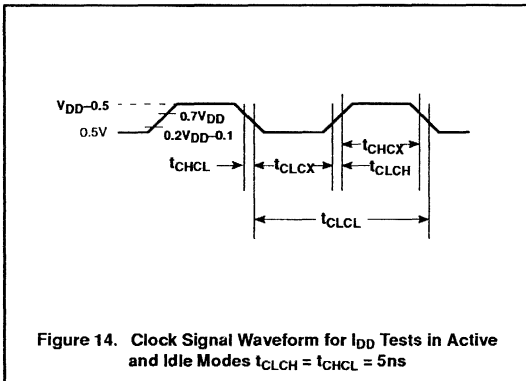 VDD–0.5
0.7VDD
0.5V
0.2VDD–0.1
tCHCX
tCHCL
tCLCX
tCLCH
tCLCL
Figure 14. Clock Signal Waveform for IDD Tests in Active
and Idle Modes tCLCH = tCHCL = 5ns